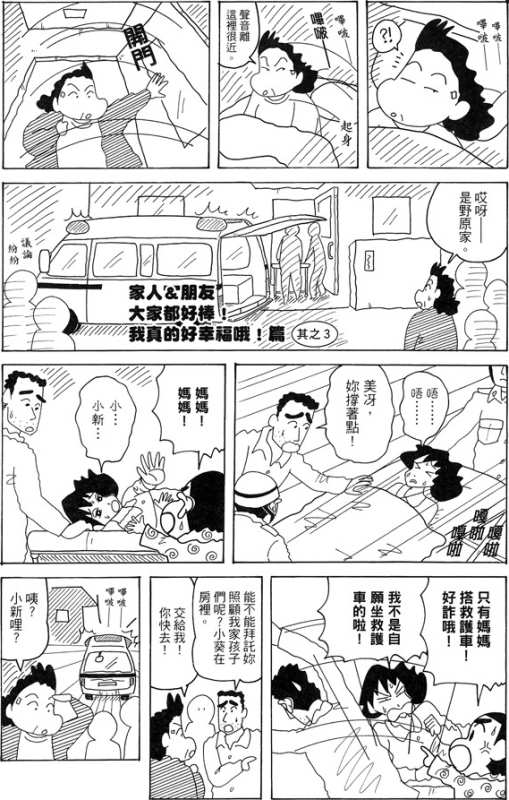 嗶啵
嗶啵
?!
嗶啵
聲音離
這裡很近。
起身
開門
哎呀──
是野原家。
議論
紛紛
家人&朋友
大家都好棒！
我真的好幸福哦！篇
其之3
唔⋯
唔⋯
美冴，
妳撐著點！
嘎啦
嘎啦
嘎啦
媽媽！
媽媽！
小⋯
小新⋯
只有媽媽
搭救護車！
好詐哦！
我不是自
願坐救護
車的啦！
能不能拜託妳
照顧我家孩子
們呢？小葵在
房裡。
交給我！
你快去！
嗶啵
嗶啵
咦？
小新哩？